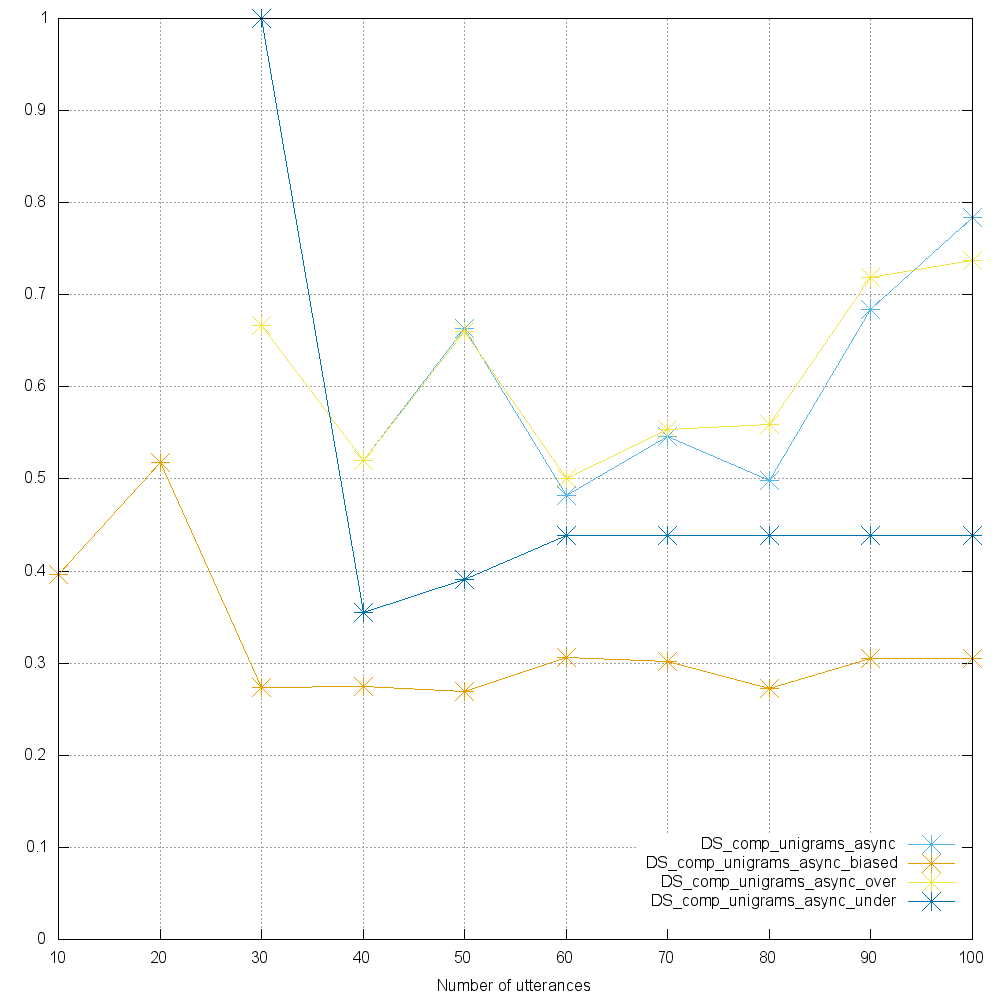 1
0.9
0.8
0.7
0.6
0.5
0.4
0.3
0.2
0.1
0
DS_comp_unigrams_async
DS_comp_unigrams_async_biased
DS_comp_unigrams_async_over
DS_comp_unigrams_async_under
10 20 30 40 50 60 70 80 90 100
Number of utterances